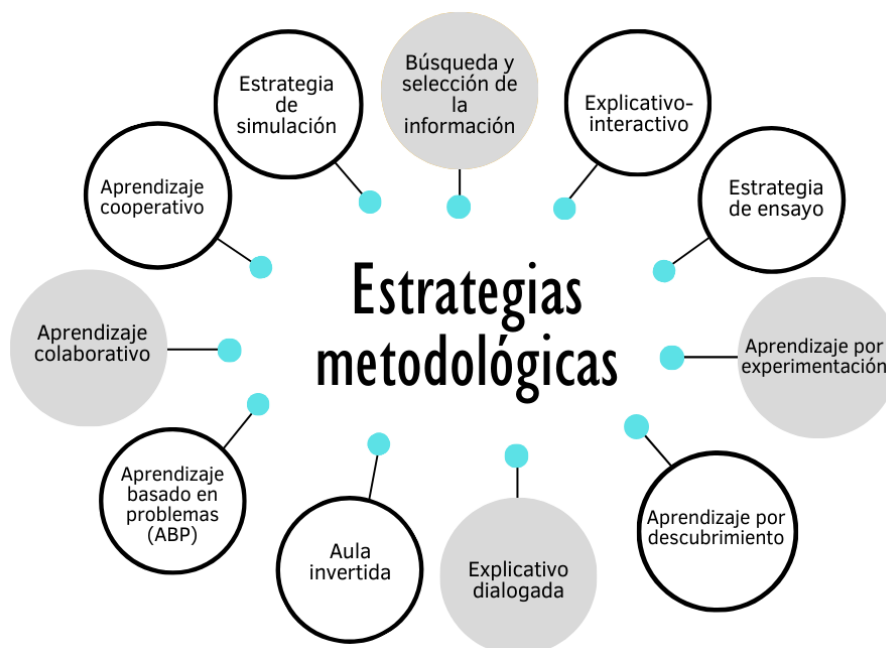 Estrategias
metodológicas
Búsqueda y
selección de
la
información
Explicativo-
interactivo
Estrategia
de ensayo
Aprendizaje por
experimentación
Aprendizaje por
descubrimiento
Explicativo
dialogada
Aula
invertida
Aprendizaje
basado en
problemas
(ABP)
Aprendizaje
colaborativo
Aprendizaje
cooperativo
Estrategia
de
simulación